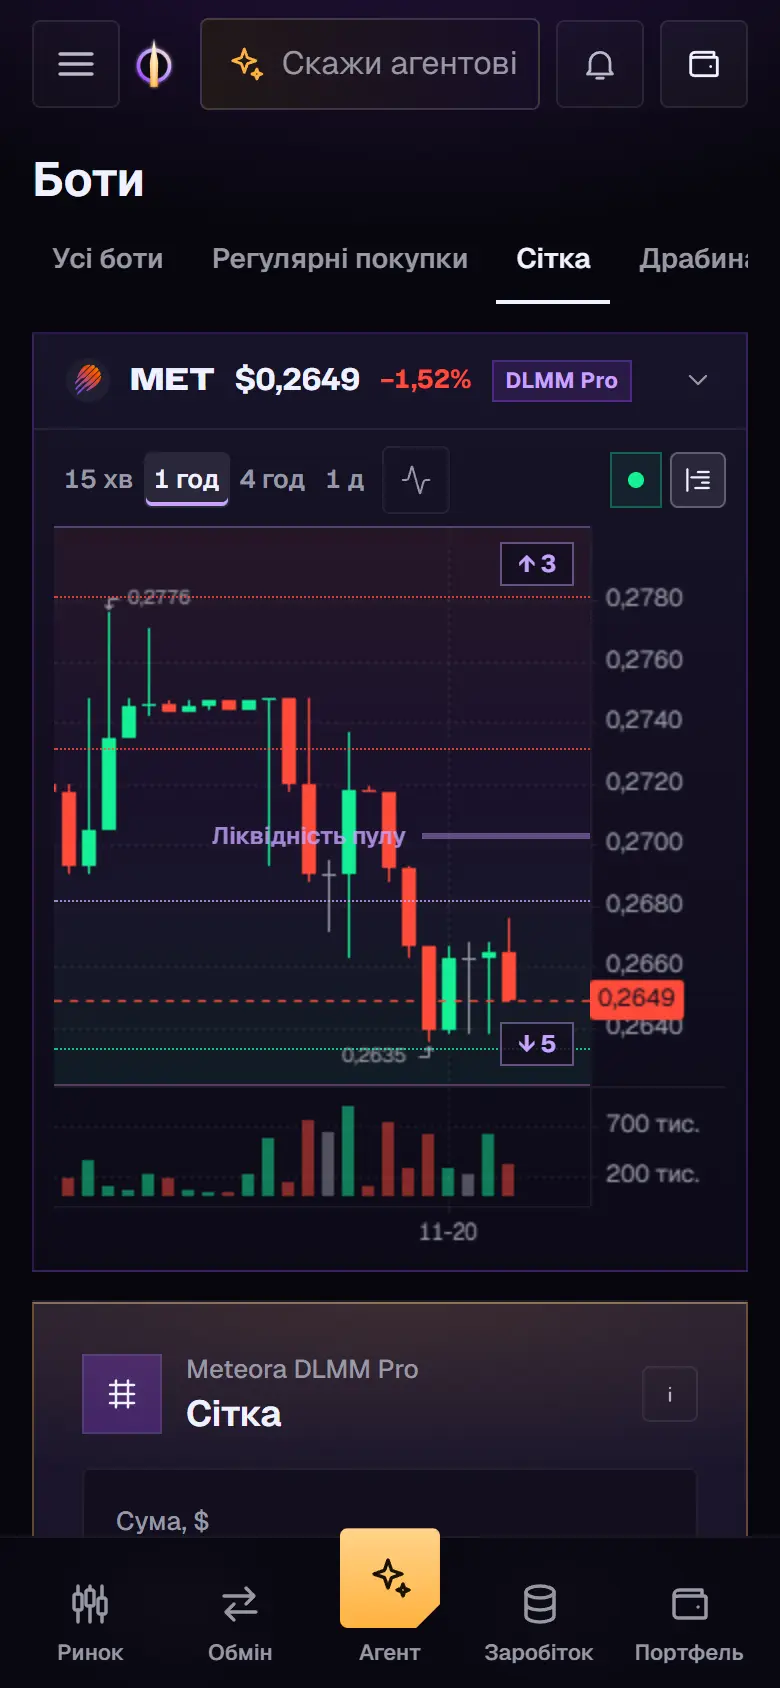 Скажи агентові
Боти
Усі боти Регулярні покупки Сітка Драбина
MET $0,2649 −1,52% DLMM Pro
15 хв 1 год 4 год 1 д
↑ 3
0,2776
0,2780
0,2760
0,2740
0,2720
Ліквідність пулу
0,2700
0,2680
0,2660
0,2649
0,2640
↓ 5
0,2635
700 тис.
200 тис.
11-20
Meteora DLMM Pro
Сітка
i
Сума, $
Ринок Обмін Агент Заробіток Портфель